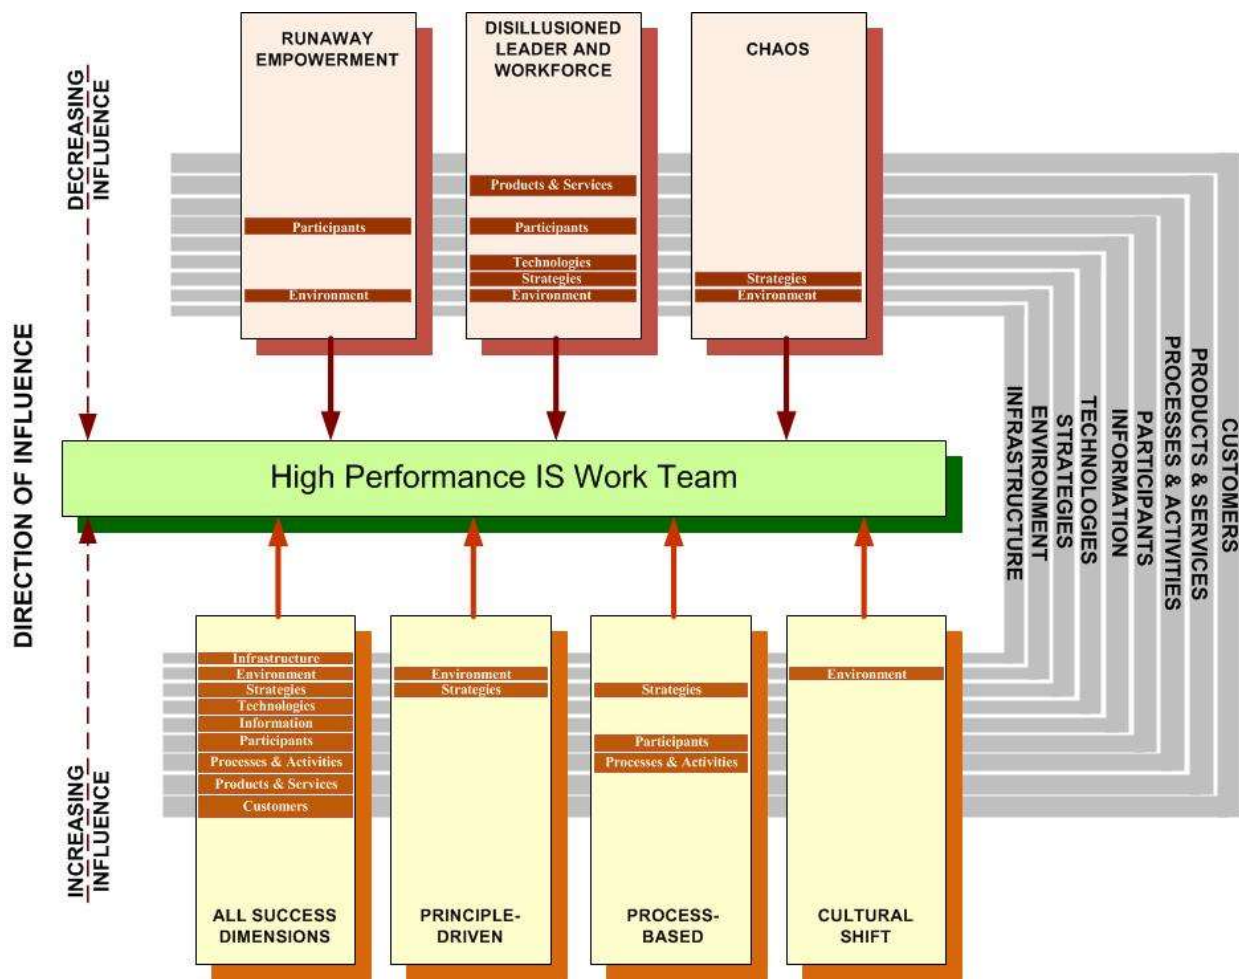 RUNAWAY
EMPOWERMENT
DISILLUSIONED
LEADER AND
WORKFORCE
CHAOS
DECREASING
INFLUENCE
Products & Services
Participants
Participants
Technologies
Strategies
Strategies
Environment
Environment
Environment
DIRECTION OF INFLUENCE
High Performance IS Work Team
INFRASTRUCTURE
ENVIRONMENT
STRATEGIES
TECHNOLOGIES
INFORMATION
PARTICIPANTS
PROCESSES & ACTIVITIES
PRODUCTS & SERVICES
CUSTOMERS
INCREASING
INFLUENCE
Infrastructure
Environment
Strategies
Technologies
Information
Participants
Processes & Activities
Products & Services
Customers
ALL SUCCESS
DIMENSIONS
Environment
Strategies
PRINCIPLE-
DRIVEN
Strategies
Participants
Processes & Activities
PROCESS-
BASED
Environment
CULTURAL
SHIFT